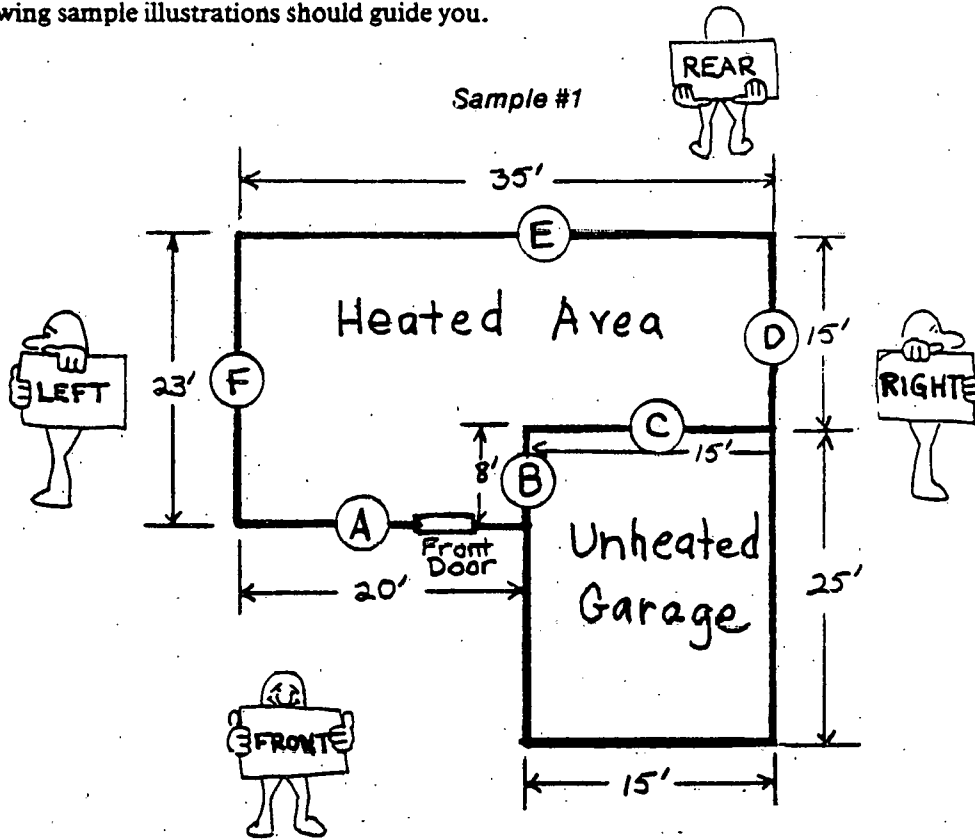 wing sample illustrations should guide you.
REAR
Sample #1
35'
E
Heated Area
D
15'
LEFT
23'
F
RIGHT
C
8'
15'
B
A
Front
Door
Unheated
Garage
20'
25'
FRONT
15'